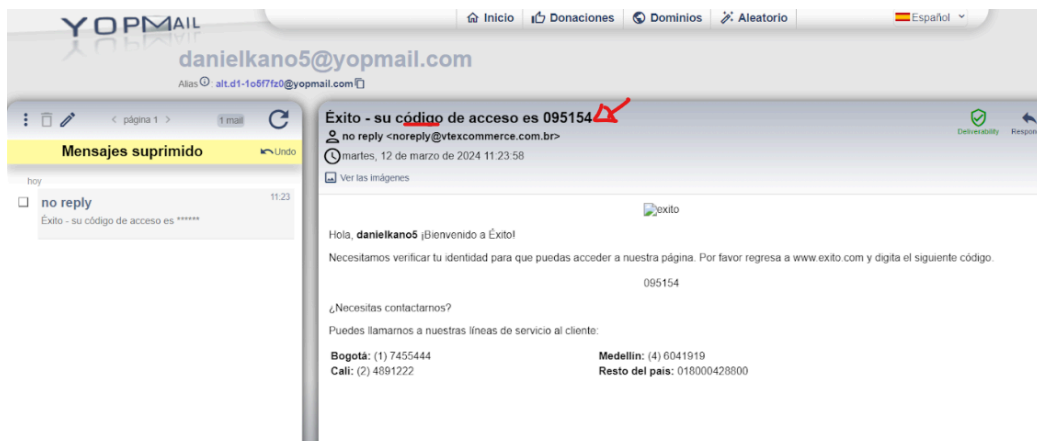 YOPMAIL
Inicio Donaciones Dominios Aleatorio Español
danielkano5@yopmail.com
Alias : alt.d1-1o5f7fz0@yopmail.com
< página 1 > 1 mail
Mensajes suprimido Undo
hoy
no reply 11:23
Éxito - su código de acceso es ******
Éxito - su código de acceso es 095154
no reply <noreply@vtexcommerce.com.br>
martes, 12 de marzo de 2024 11:23:58
Ver las imágenes
Deliverability Respon
exito
Hola, danielkano5 ¡Bienvenido a Éxito!
Necesitamos verificar tu identidad para que puedas acceder a nuestra página. Por favor regresa a www.exito.com y digita el siguiente código.
095154
¿Necesitas contactarnos?
Puedes llamarnos a nuestras líneas de servicio al cliente:
Bogotá: (1) 7455444 Medellín: (4) 6041919
Cali: (2) 4891222 Resto del país: 018000428800